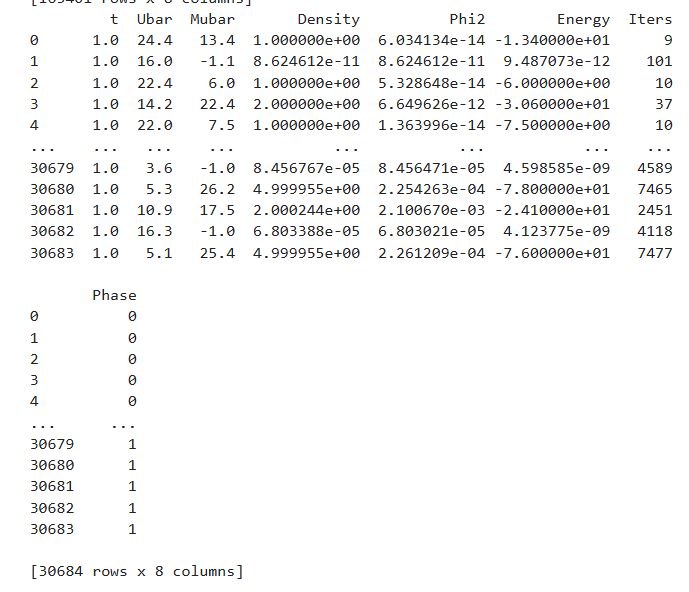 [105401 rows x 8 columns]
t Ubar Mubar Density Phi2 Energy Iters
0 1.0 24.4 13.4 1.000000e+00 6.034134e-14 -1.340000e+01 9
1 1.0 16.0 -1.1 8.624612e-11 8.624612e-11 9.487073e-12 101
2 1.0 22.4 6.0 1.000000e+00 5.328648e-14 -6.000000e+00 10
3 1.0 14.2 22.4 2.000000e+00 6.649626e-12 -3.060000e+01 37
4 1.0 22.0 7.5 1.000000e+00 1.363996e-14 -7.500000e+00 10
... ... ... ... ... ... ... ...
30679 1.0 3.6 -1.0 8.456767e-05 8.456471e-05 4.598585e-09 4589
30680 1.0 5.3 26.2 4.999955e+00 2.254263e-04 -7.800000e+01 7465
30681 1.0 10.9 17.5 2.000244e+00 2.100670e-03 -2.410000e+01 2451
30682 1.0 16.3 -1.0 6.803388e-05 6.803021e-05 4.123775e-09 4118
30683 1.0 5.1 25.4 4.999955e+00 2.261209e-04 -7.600000e+01 7477
Phase
0 0
1 0
2 0
3 0
4 0
... ...
30679 1
30680 1
30681 1
30682 1
30683 1
[30684 rows x 8 columns]